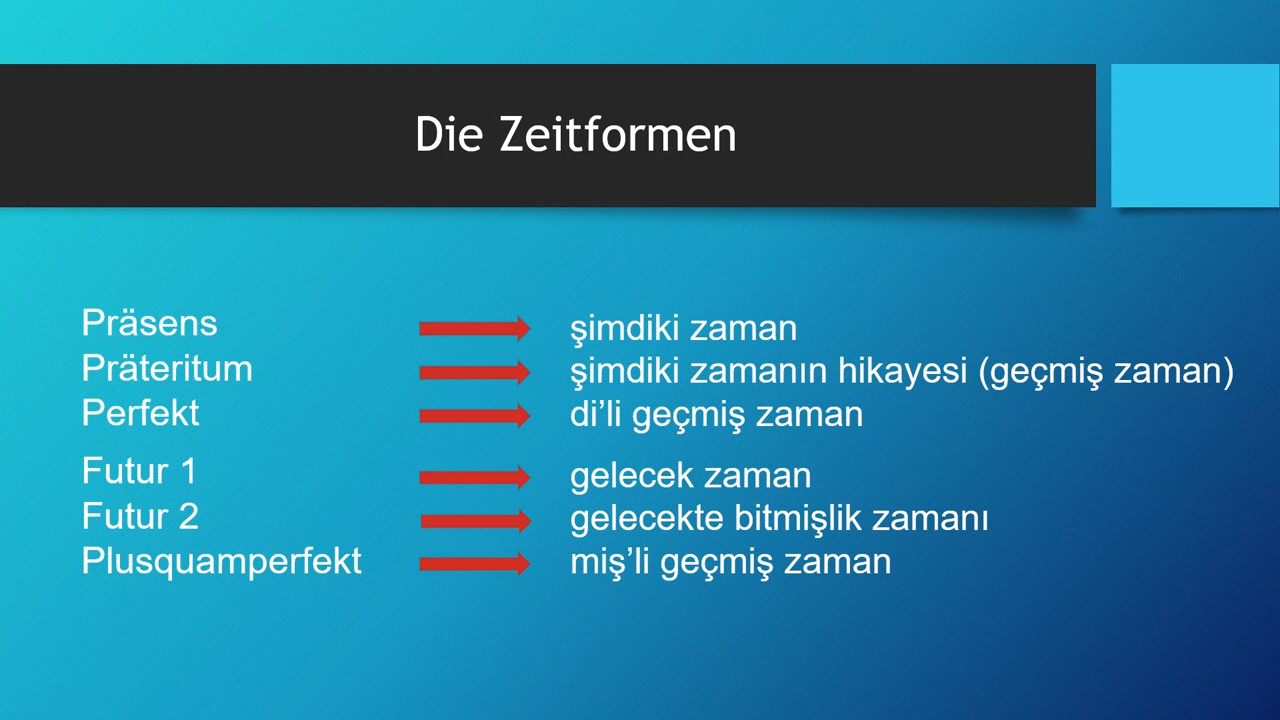 Die Zeitformen
Präsens şimdiki zaman
Präteritum şimdiki zamanın hikayesi (geçmiş zaman)
Perfekt di’li geçmiş zaman
Futur 1 gelecek zaman
Futur 2 gelecekte bitmişlik zamanı
Plusquamperfekt miş’li geçmiş zaman